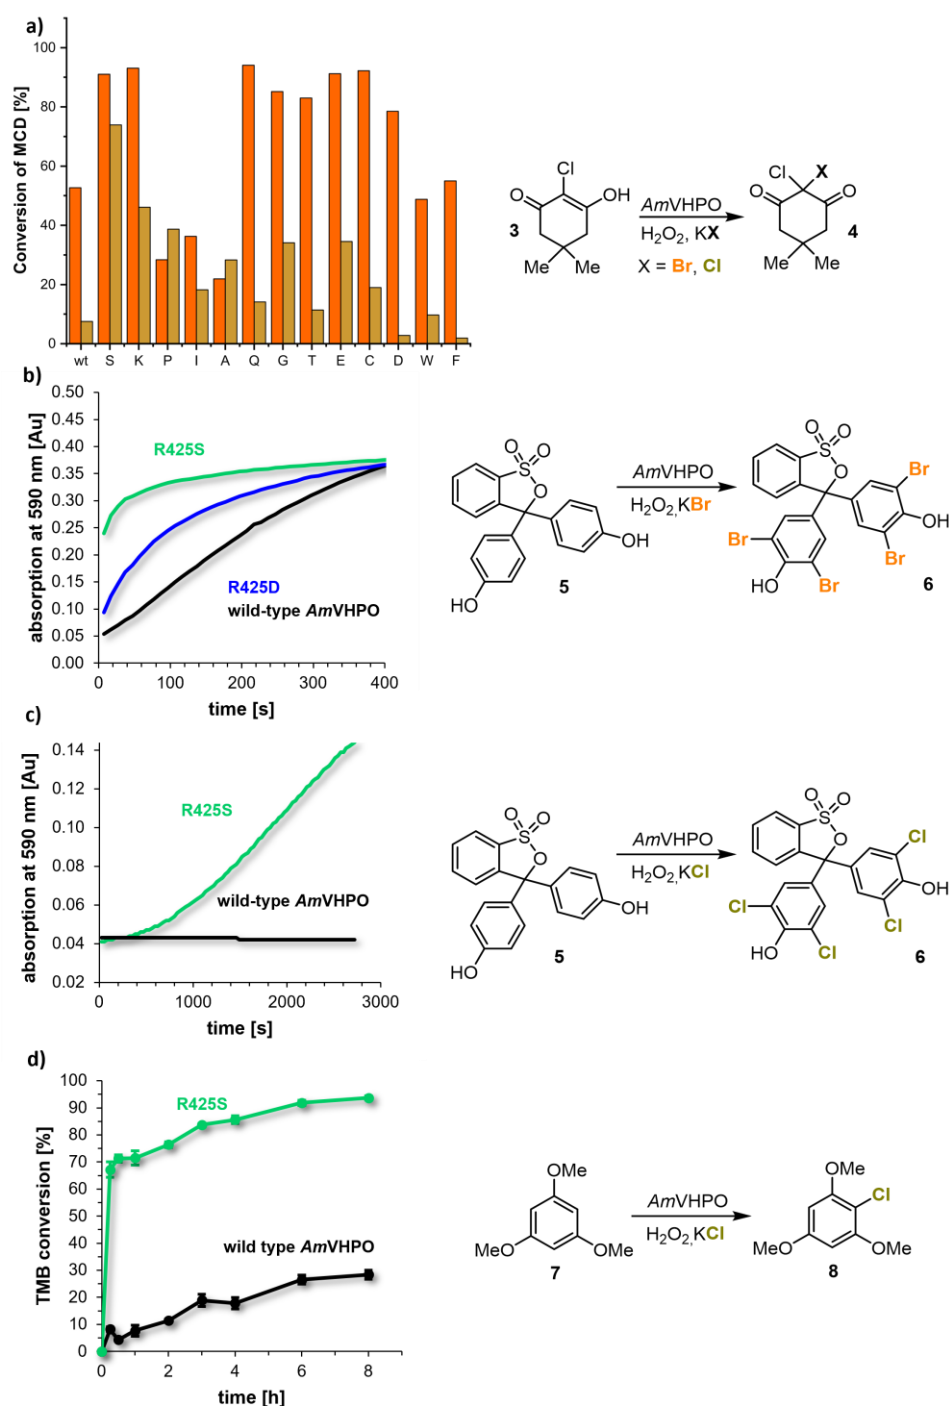 a)
Conversion of MCD [%]
100
80
60
40
20
0
wt S K P I A Q G T E C D W F
Cl
O
OH
3
Me Me
AmVHPO
H2O2, KX
X = Br, Cl
Cl X
O O
4
Me Me
b)
absorption at 590 nm [Au]
0.50
0.45
0.40
0.35
0.30
0.25
0.20
0.15
0.10
0.05
0.00
R425S
R425D
wild-type AmVHPO
0 200 400
time [s]
O O
S
O
OH
HO
5
AmVHPO
H2O2,KBr
O O
S
O
Br
OH
Br
Br
HO
Br
6
c)
absorption at 590 nm [Au]
0.14
0.12
0.10
0.08
0.06
0.04
0.02
R425S
wild-type AmVHPO
0 1000 2000 3000
time [s]
O O
S
O
OH
HO
5
AmVHPO
H2O2,KCl
O O
S
O
Cl
OH
Cl
Cl
HO
Cl
6
d)
TMB conversion [%]
100
90
80
70
60
50
40
30
20
10
0
R425S
wild type AmVHPO
0 2 4 6 8
time [h]
OMe
MeO OMe
7
AmVHPO
H2O2,KCl
OMe
Cl
MeO OMe
8